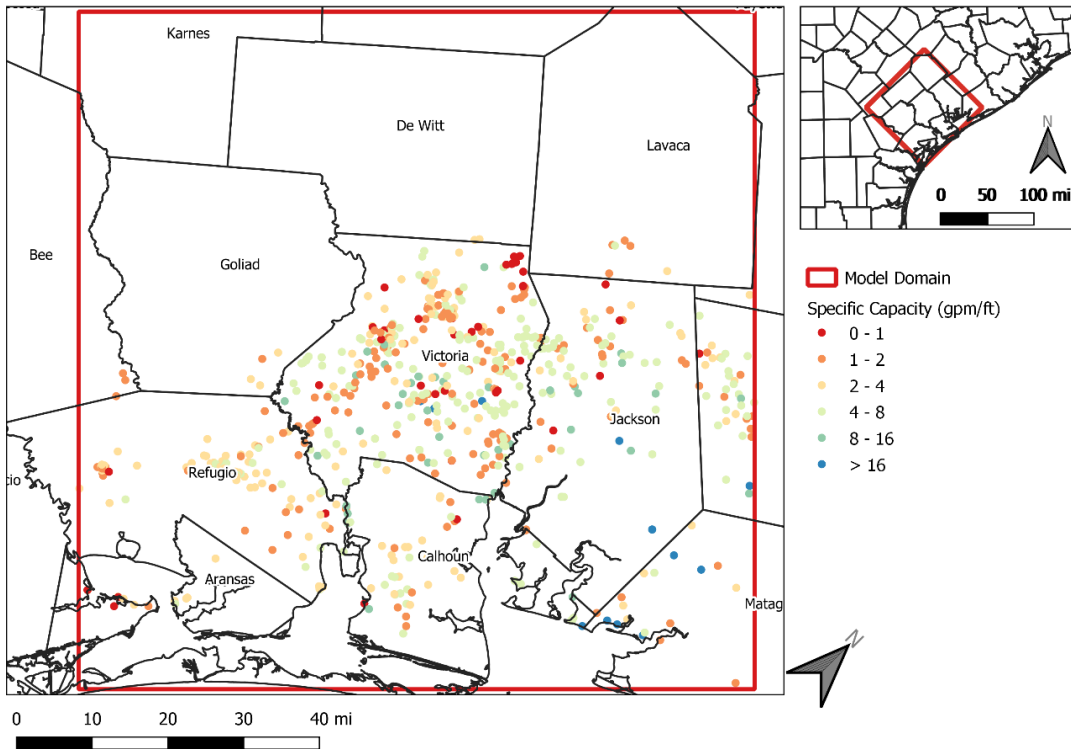 Karnes
De Witt
Lavaca
Bee
Goliad
Victoria
Jackson
Refugio
Calhoun
Aransas
Matag
cio
0 10 20 30 40 mi
N
N
0 50 100 mi
Model Domain
Specific Capacity (gpm/ft)
0 - 1
1 - 2
2 - 4
4 - 8
8 - 16
> 16